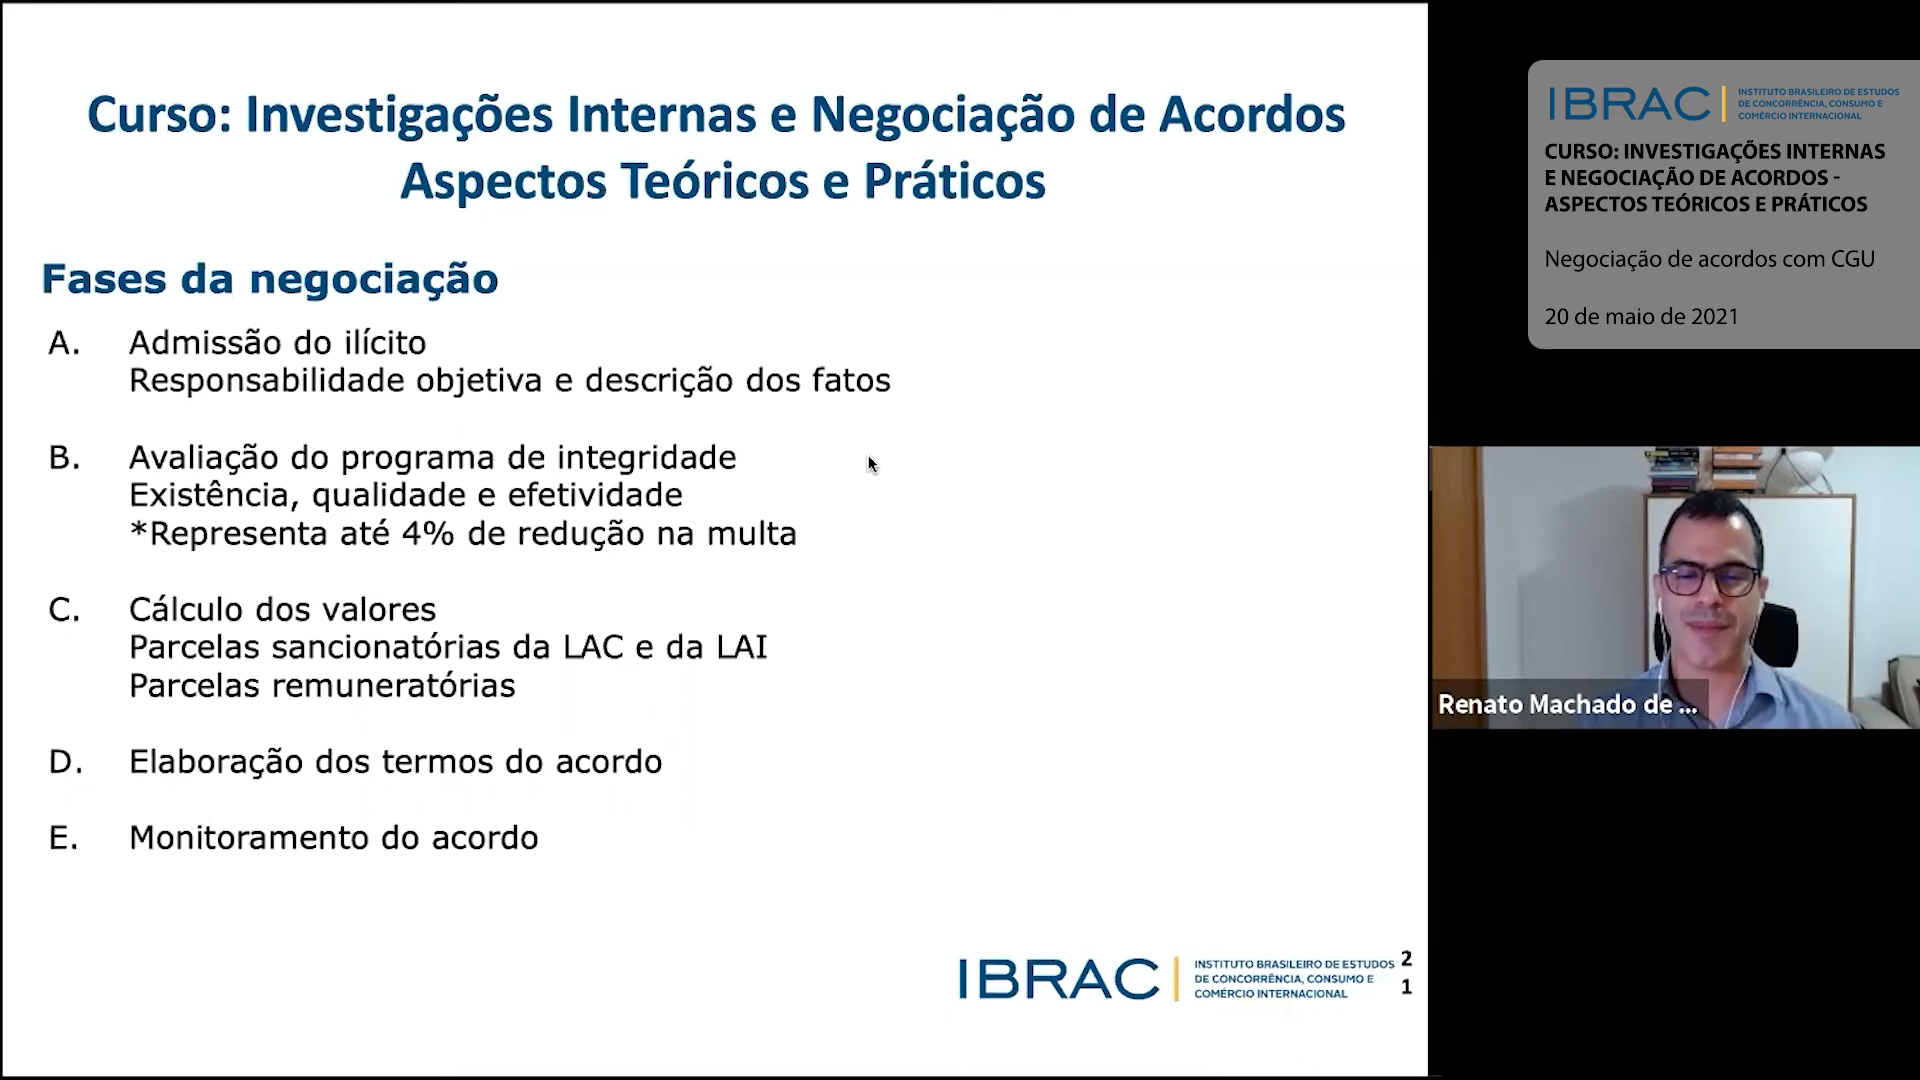 Curso: Investigações Internas e Negociação de Acordos
Aspectos Teóricos e Práticos
Fases da negociação
A. Admissão do ilícito
Responsabilidade objetiva e descrição dos fatos
B. Avaliação do programa de integridade
Existência, qualidade e efetividade
*Representa até 4% de redução na multa
C. Cálculo dos valores
Parcelas sancionatórias da LAC e da LAI
Parcelas remuneratórias
D. Elaboração dos termos do acordo
E. Monitoramento do acordo
IBRAC
INSTITUTO BRASILEIRO DE ESTUDOS
DE CONCORRÊNCIA, CONSUMO E
COMÉRCIO INTERNACIONAL
2
1
IBRAC
INSTITUTO BRASILEIRO DE ESTUDOS
DE CONCORRÊNCIA, CONSUMO E
COMÉRCIO INTERNACIONAL
CURSO: INVESTIGAÇÕES INTERNAS
E NEGOCIAÇÃO DE ACORDOS -
ASPECTOS TEÓRICOS E PRÁTICOS
Negociação de acordos com CGU
20 de maio de 2021
Renato Machado de ...